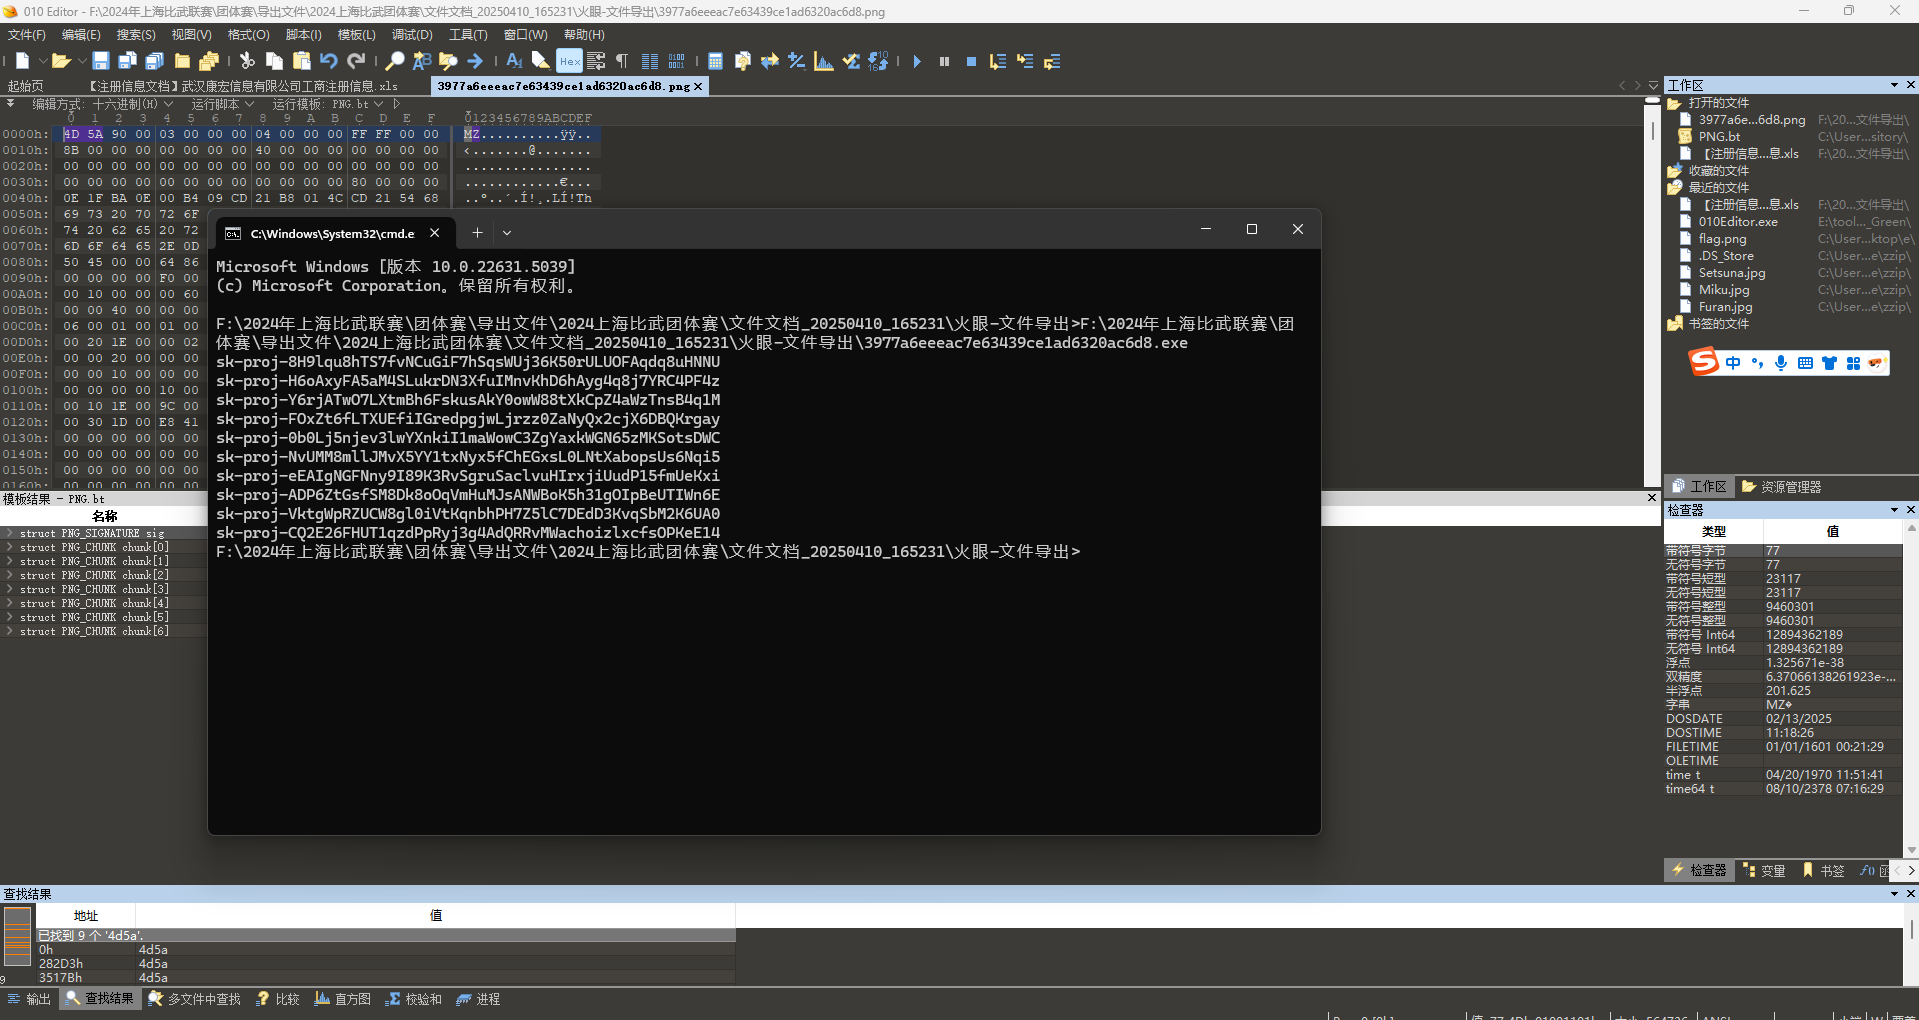 010 Editor - F:\2024年上海比武联赛\团体赛\导出文件\2024上海比武团体赛\文件文档_20250410_165231\火眼-文件导出\3977a6eeeac7e63439ce1ad6320ac6d8.png
文件(F) 编辑(E) 搜索(S) 视图(V) 格式(O) 脚本(I) 模板(L) 调试(D) 工具(T) 窗口(W) 帮助(H)
起始页 【注册信息文档】武汉康宏信息有限公司工商注册信息.xls 3977a6eeeac7e63439ce1ad6320ac6d8.png
编辑方式: 十六进制(H) 运行脚本 运行模板: PNG.bt
0 1 2 3 4 5 6 7 8 9 A B C D E F 0123456789ABCDEF
0000h: 4D 5A 90 00 03 00 00 00 04 00 00 00 FF FF 00 00 MZ..........ÿÿ..
0010h: 8B 00 00 00 00 00 00 00 40 00 00 00 00 00 00 00 ‹.......@.......
0020h: 00 00 00 00 00 00 00 00 00 00 00 00 00 00 00 00 ................
0030h: 00 00 00 00 00 00 00 00 00 00 00 00 80 00 00 00 ............€...
0040h: 0E 1F BA 0E 00 B4 09 CD 21 B8 01 4C CD 21 54 68 ..º..´.Í!¸.LÍ!Th
0050h: 69 73 20 70 72 6F
0060h: 74 20 62 65 20 72
0070h: 6D 6F 64 65 2E 0D
0080h: 50 45 00 00 64 86
0090h: 00 00 00 00 F0 00
00A0h: 00 10 00 00 00 60
00B0h: 00 00 40 00 00 00
00C0h: 06 00 01 00 01 00
00D0h: 00 20 1E 00 00 02
00E0h: 00 00 20 00 00 00
00F0h: 00 00 10 00 00 00
0100h: 00 00 00 00 10 00
0110h: 00 10 1E 00 9C 00
0120h: 00 30 1D 00 E8 41
0130h: 00 00 00 00 00 00
0140h: 00 00 00 00 00 00
0150h: 00 00 00 00 00 00
0160h: 00 00 00 00 00 00
C:\Windows\System32\cmd.e
Microsoft Windows [版本 10.0.22631.5039]
(c) Microsoft Corporation。保留所有权利。
F:\2024年上海比武联赛\团体赛\导出文件\2024上海比武团体赛\文件文档_20250410_165231\火眼-文件导出>F:\2024年上海比武联赛\团
体赛\导出文件\2024上海比武团体赛\文件文档_20250410_165231\火眼-文件导出\3977a6eeeac7e63439ce1ad6320ac6d8.exe
sk-proj-8H9lqu8hTS7fvNCuGiF7hSqsWUj36K50rULUOFAqdq8uHNNU
sk-proj-H6oAxyFA5aM4SLukrDN3XfuIMnvKhD6hAyg4q8j7YRC4PF4z
sk-proj-Y6rjATwO7LXtmBh6FskusAkY0owW88tXkCpZ4aWzTnsB4q1M
sk-proj-FOxZt6fLTXUEfiIGredpgjwLjrzz0ZaNyQx2cjX6DBQKrgay
sk-proj-0b0Lj5njev3lwYXnkiI1maWowC3ZgYaxkWGN65zMKSotsDWC
sk-proj-NvUMM8mllJMvX5YY1txNyx5fChEGxsL0LNtXabopsUs6Nqi5
sk-proj-eEAIgNGFNny9I89K3RvSgruSaclvuHIrxjiUudP15fmUeKxi
sk-proj-ADP6ZtGsfSM8Dk8oOqVmHuMJsANWBoK5h31gOIpBeUTIWn6E
sk-proj-VktgWpRZUCW8gl0iVtKqnbhPH7Z5lC7DEdD3KvqSbM2K6UA0
sk-proj-CQ2E26FHUT1qzdPpRyj3g4AdQRRvMWachoizlxcfsOPKeE14
F:\2024年上海比武联赛\团体赛\导出文件\2024上海比武团体赛\文件文档_20250410_165231\火眼-文件导出>
模板结果 - PNG.bt
名称
struct PNG_SIGNATURE sig
struct PNG_CHUNK chunk[0]
struct PNG_CHUNK chunk[1]
struct PNG_CHUNK chunk[2]
struct PNG_CHUNK chunk[3]
struct PNG_CHUNK chunk[4]
struct PNG_CHUNK chunk[5]
struct PNG_CHUNK chunk[6]
工作区
打开的文件
3977a6e...6d8.png F:\20...文件导出\
PNG.bt C:\User...sitory\
【注册信息...息.xls F:\20...文件导出\
收藏的文件
最近的文件
【注册信息...息.xls F:\20...文件导出\
010Editor.exe E:\tool..._Green\
flag.png C:\User...ktop\e\
.DS_Store C:\User...e\zzip\
Setsuna.jpg C:\User...e\zzip\
Miku.jpg C:\User...e\zzip\
Furan.jpg C:\User...e\zzip\
书签的文件
中
工作区 资源管理器
检查器
类型 值
带符号字节 77
无符号字节 77
带符号短型 23117
无符号短型 23117
带符号整型 9460301
无符号整型 9460301
带符号 Int64 12894362189
无符号 Int64 12894362189
浮点 1.325671e-38
双精度 6.37066138261923e-...
半浮点 201.625
字串 MZ
DOSDATE 02/13/2025
DOSTIME 11:18:26
FILETIME 01/01/1601 00:21:29
OLETIME
time_t 04/20/1970 11:51:41
time64_t 08/10/2378 07:16:29
检查器 变量 书签
查找结果
地址 值
已找到 9 个 '4d5a'.
0h 4d5a
282D3h 4d5a
3517Bh 4d5a
9
输出 查找结果 多文件中查找 比较 直方图 校验和 进程